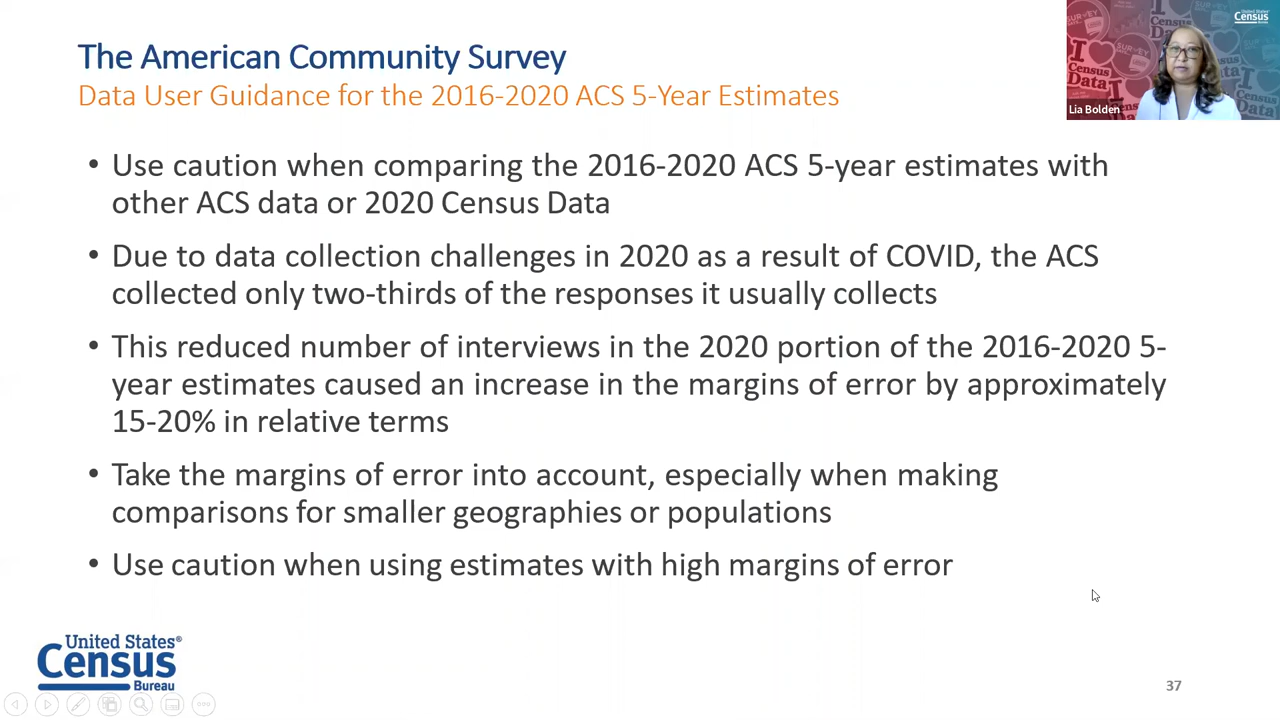 The American Community Survey
Data User Guidance for the 2016-2020 ACS 5-Year Estimates
• Use caution when comparing the 2016-2020 ACS 5-year estimates with
other ACS data or 2020 Census Data
• Due to data collection challenges in 2020 as a result of COVID, the ACS
collected only two-thirds of the responses it usually collects
• This reduced number of interviews in the 2020 portion of the 2016-2020 5-
year estimates caused an increase in the margins of error by approximately
15-20% in relative terms
• Take the margins of error into account, especially when making
comparisons for smaller geographies or populations
• Use caution when using estimates with high margins of error
United States®
Census
Bureau
37
United States
Census
Bureau
I
Census
Data
Lia Bolden